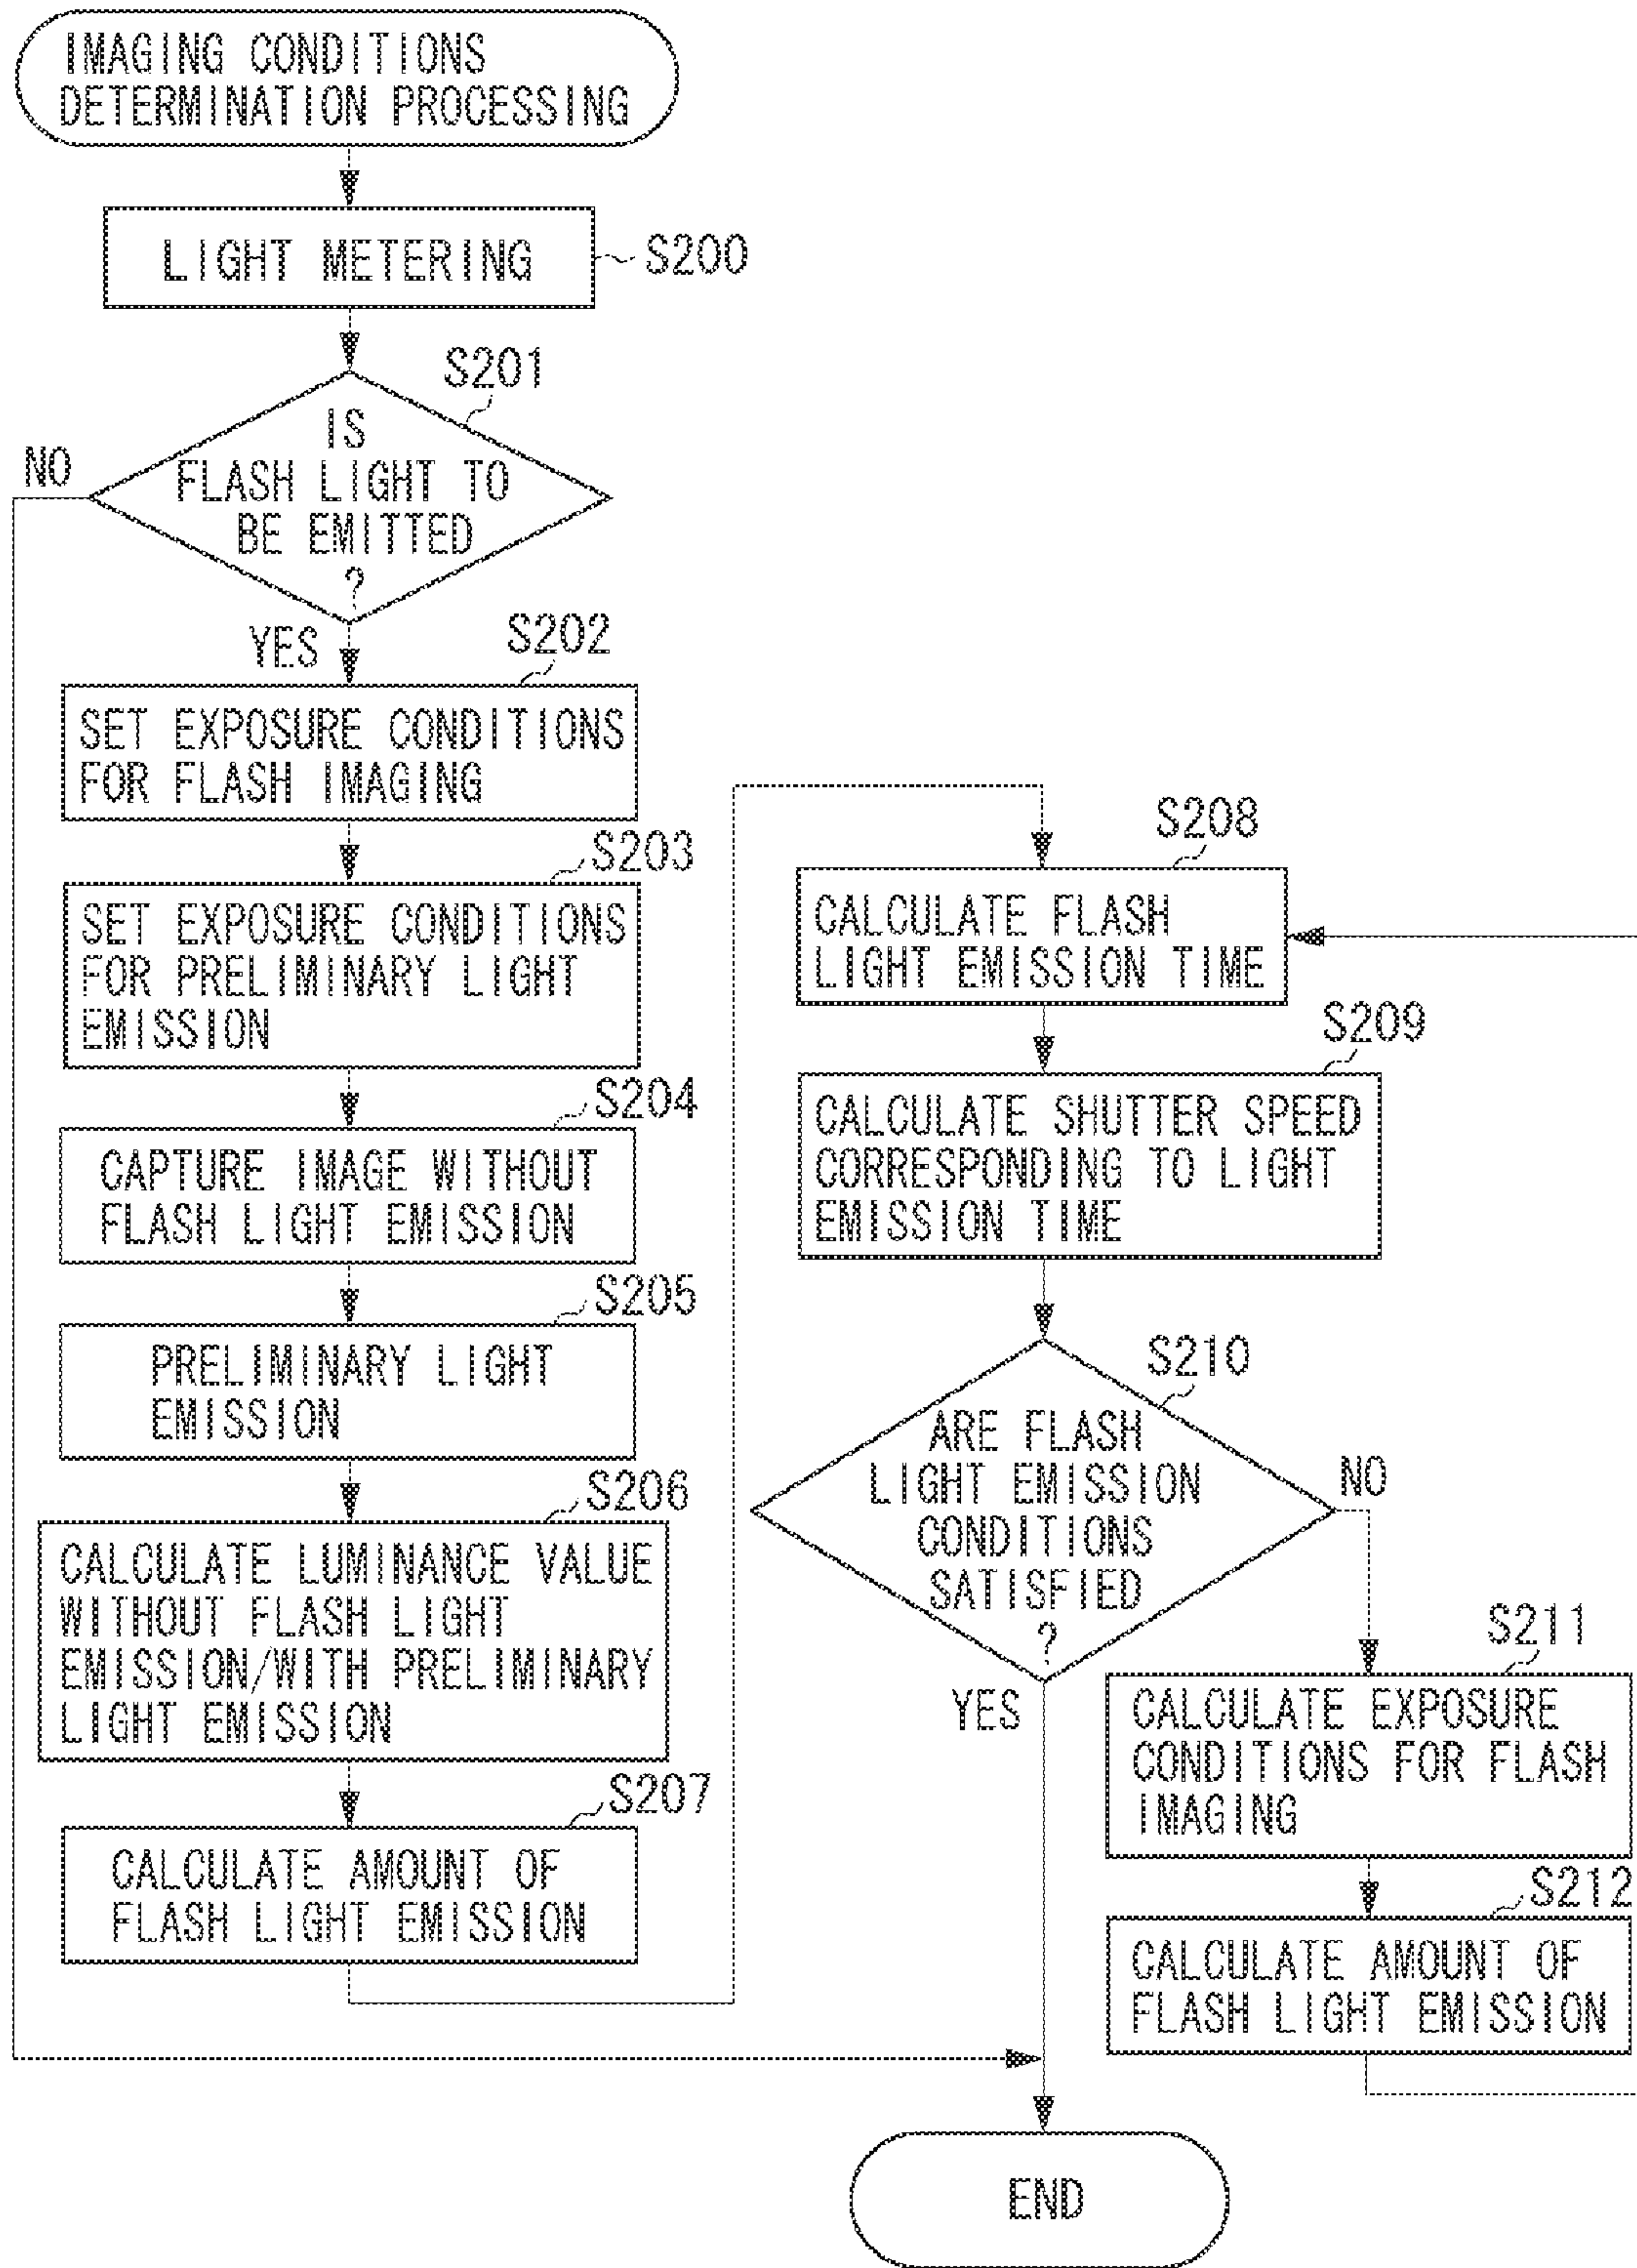 IMAGING CONDITIONS
DETERMINATION PROCESSING
LIGHT METERING
S200
S201
IS
FLASH LIGHT TO
BE EMITTED
?
NO
YES
S202
SET EXPOSURE CONDITIONS
FOR FLASH IMAGING
S203
SET EXPOSURE CONDITIONS
FOR PRELIMINARY LIGHT
EMISSION
S204
CAPTURE IMAGE WITHOUT
FLASH LIGHT EMISSION
S205
PRELIMINARY LIGHT
EMISSION
S206
CALCULATE LUMINANCE VALUE
WITHOUT FLASH LIGHT
EMISSION/WITH PRELIMINARY
LIGHT EMISSION
S207
CALCULATE AMOUNT OF
FLASH LIGHT EMISSION
S208
CALCULATE FLASH
LIGHT EMISSION TIME
S209
CALCULATE SHUTTER SPEED
CORRESPONDING TO LIGHT
EMISSION TIME
S210
ARE FLASH
LIGHT EMISSION
CONDITIONS
SATISFIED
?
NO
YES
S211
CALCULATE EXPOSURE
CONDITIONS FOR FLASH
IMAGING
S212
CALCULATE AMOUNT OF
FLASH LIGHT EMISSION
END